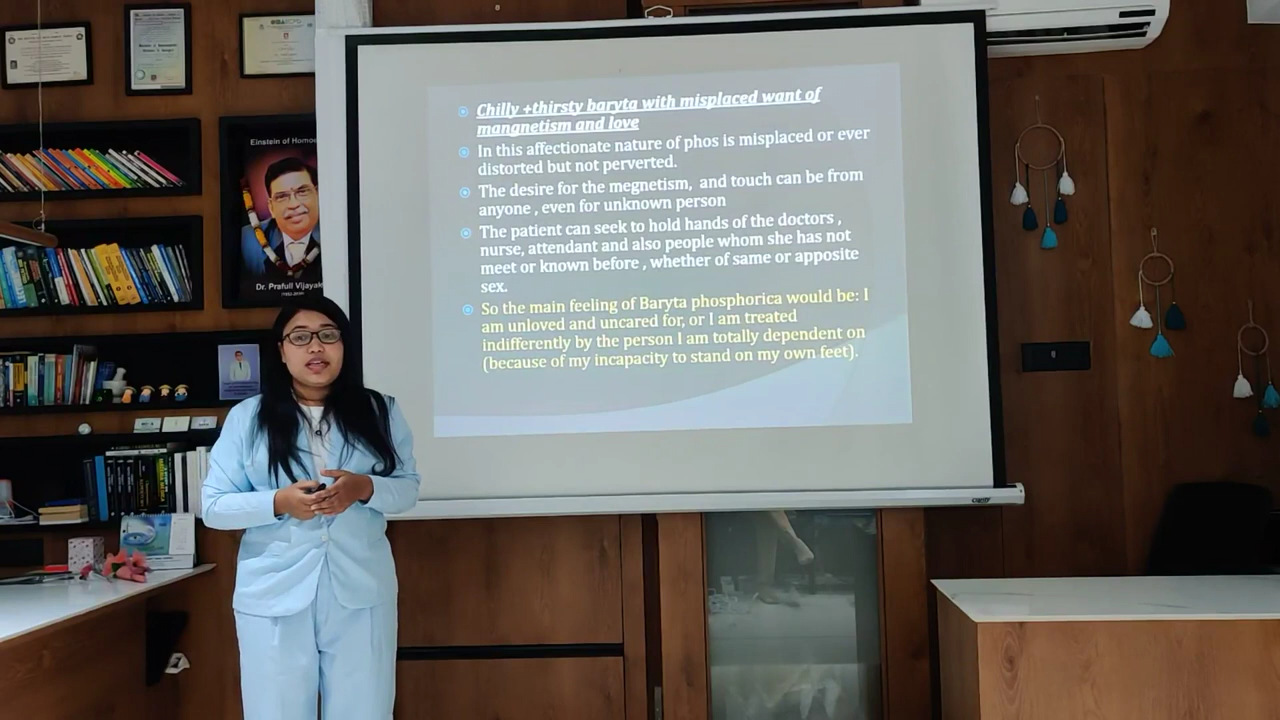 Einstein of Homoe
Dr. Prafull Vijayak
Chilly +thirsty baryta with misplaced want of
mangnetism and love
In this affectionate nature of phos is misplaced or ever
distorted but not perverted.
The desire for the megnetism, and touch can be from
anyone , even for unknown person
The patient can seek to hold hands of the doctors ,
nurse, attendant and also people whom she has not
meet or known before , whether of same or apposite
sex.
So the main feeling of Baryta phosphorica would be: I
am unloved and uncared for, or I am treated
indifferently by the person I am totally dependent on
(because of my incapacity to stand on my own feet).